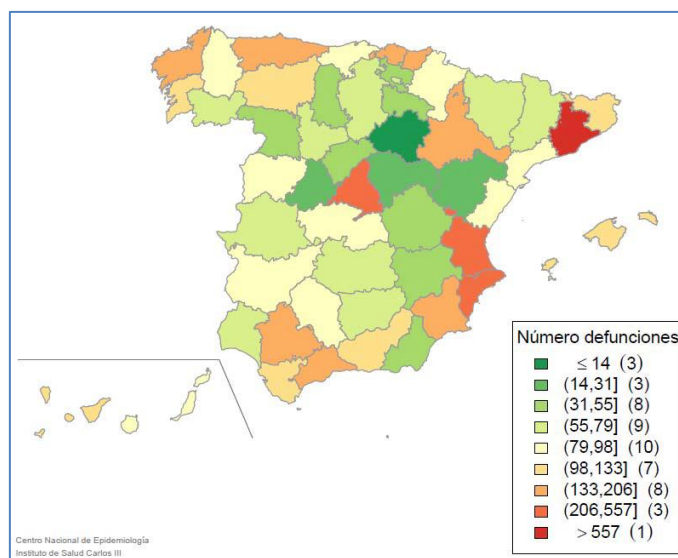 Número defunciones
≤ 14 (3)
(14,31] (3)
(31,55] (8)
(55,79] (9)
(79,98] (10)
(98,133] (7)
(133,206] (8)
(206,557] (3)
> 557 (1)
Centro Nacional de Epidemiología
Instituto de Salud Carlos III